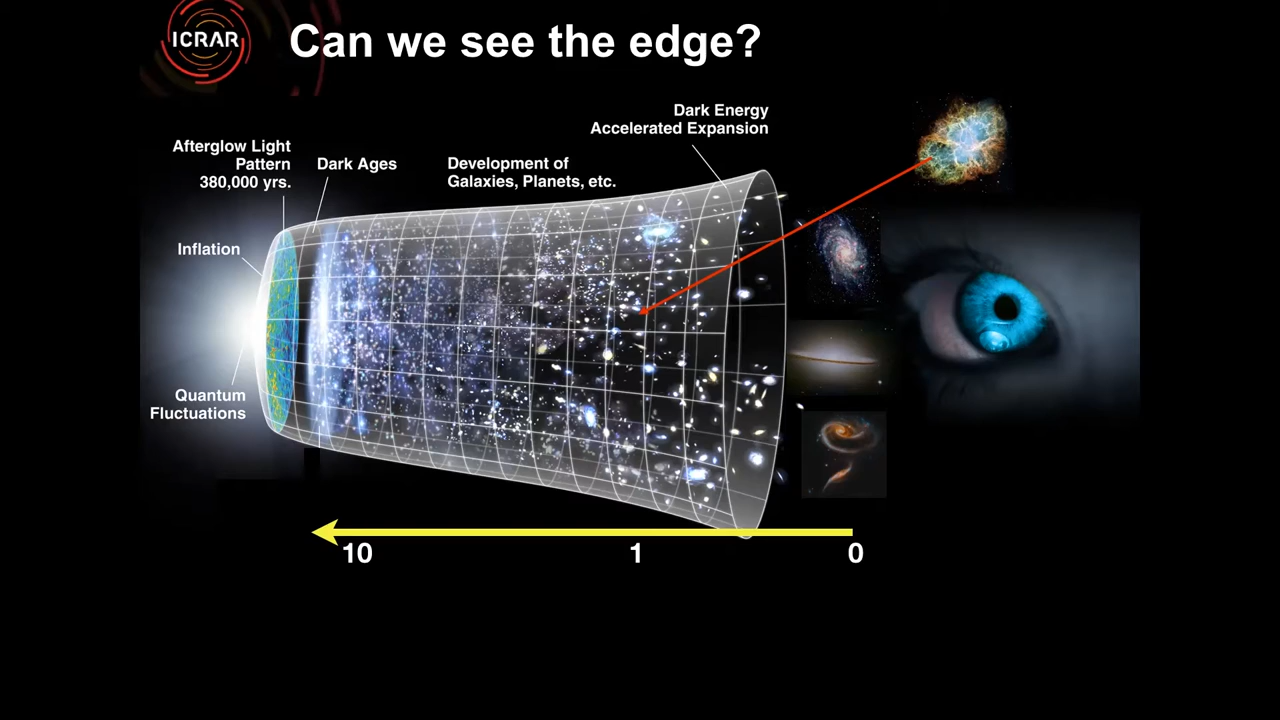 ICRAR
Can we see the edge?
Dark Energy
Accelerated Expansion
Afterglow Light
Pattern
380,000 yrs.
Dark Ages
Development of
Galaxies, Planets, etc.
Inflation
Quantum
Fluctuations
10
1
0